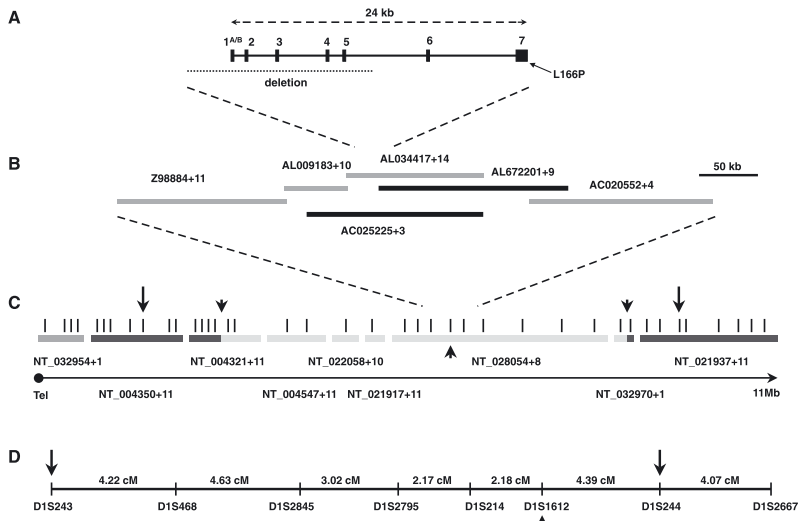 A
24 kb
1A/B 2 3 4 5 6 7
L166P
deletion
B
AL034417+14
AL009183+10
Z98884+11
AL672201+9
50 kb
AC020552+4
AC025225+3
C
NT_032954+1 NT_004321+11 NT_022058+10 NT_028054+8 NT_021937+11
Tel
NT_004350+11 NT_004547+11 NT_021917+11 NT_032970+1
11Mb
D
4.22 cM 4.63 cM 3.02 cM 2.17 cM 2.18 cM 4.39 cM 4.07 cM
D1S243 D1S468 D1S2845 D1S2795 D1S214 D1S1612 D1S244 D1S2667